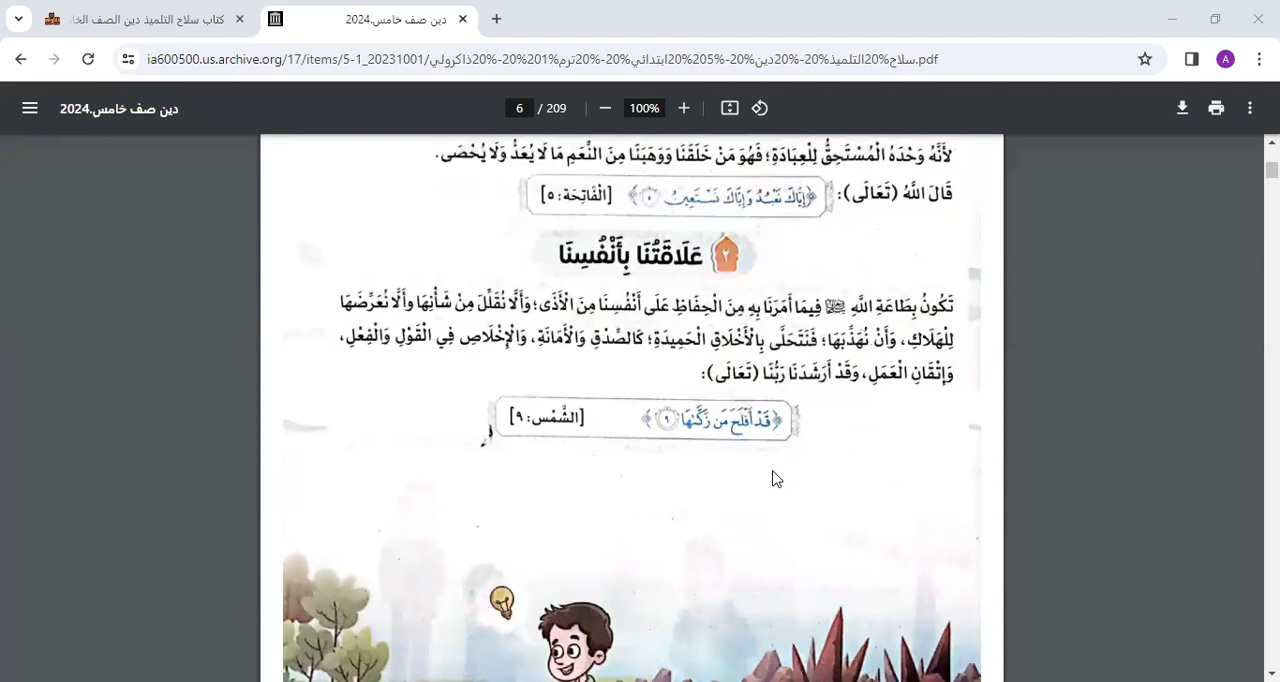 كتاب سلاح التلميذ دين الصف الخا
دين صف خامس.2024
ia600500.us.archive.org/17/items/5-1_20231001/سلاح%20التلميذ%20-%20دين%20-%205%20ابتدائي%20-%20ترم%201%20-%20ذاكرولي.pdf
A
دين صف خامس.2024
6 / 209
100%
لِأَنَّهُ وَحْدَهُ الْمُسْتَحِقُّ لِلْعِبَادَةِ؛ فَهُوَ مَنْ خَلَقَنَا وَوَهَبَنَا مِنَ النِّعَمِ مَا لَا يُعَدُّ وَلَا يُحْصَى.
قَالَ اللَّهُ (تَعَالَى): ﴿إِيَّاكَ نَعْبُدُ وَإِيَّاكَ نَسْتَعِينُ ٥﴾ [الْفَاتِحَة: ٥]
٢ عَلَاقَتُنَا بِأَنْفُسِنَا
تَكُونُ بِطَاعَةِ اللَّهِ ﷻ فِيمَا أَمَرَنَا بِهِ مِنَ الْحِفَاظِ عَلَى أَنْفُسِنَا مِنَ الْأَذَى؛ وَأَلَّا نُقَلِّلَ مِنْ شَأْنِهَا وَأَلَّا نُعَرِّضَهَا
لِلْهَلَاكِ، وَأَنْ نُهَذِّبَهَا؛ فَنَتَحَلَّى بِالْأَخْلَاقِ الْحَمِيدَةِ؛ كَالصِّدْقِ وَالْأَمَانَةِ، وَالْإِخْلَاصِ فِي الْقَوْلِ وَالْفِعْلِ،
وَإِتْقَانِ الْعَمَلِ، وَقَدْ أَرْشَدَنَا رَبُّنَا (تَعَالَى):
﴿قَدْ أَفْلَحَ مَن زَكَّىٰهَا ٩﴾ [الشَّمْس: ٩]